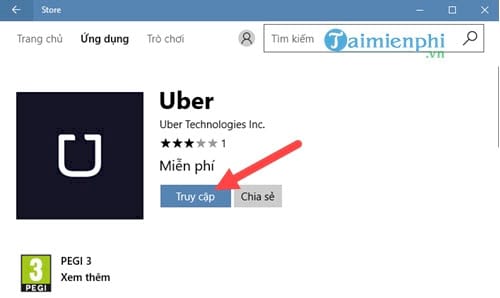 Store
Trang chủ Ứng dụng Trò chơi
Tìm kiếm
Taimienphi
.vn
Uber
Uber Technologies Inc.
1
Miễn phí
Truy cập Chia sẻ
3
PEGI
PEGI 3
Xem thêm